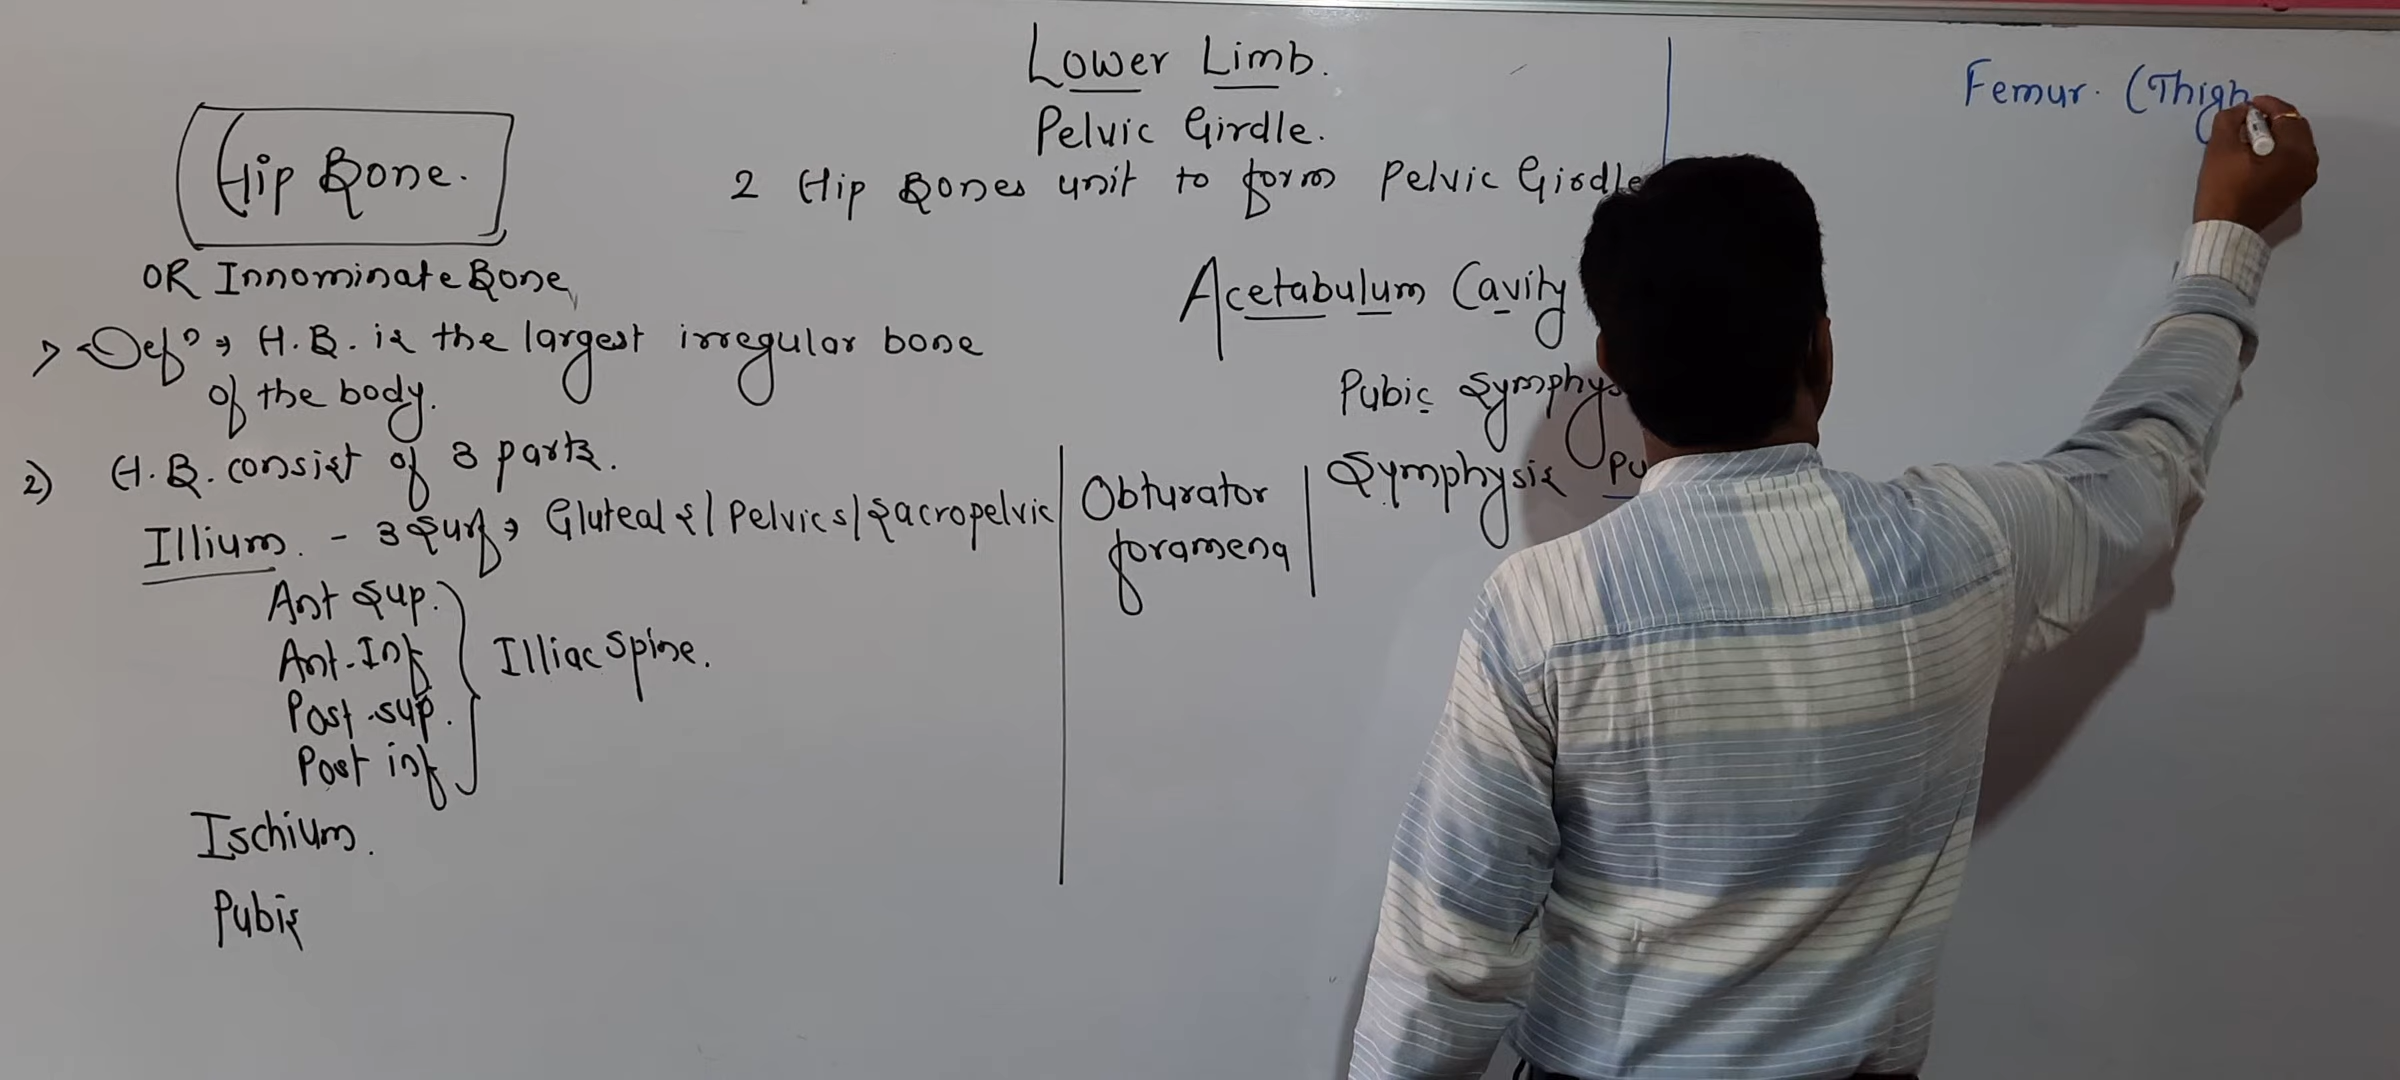 Lower Limb.
Pelvic Girdle.
2 Hip Bones unit to form Pelvic Girdle
Hip Bone.
OR Innominate Bone
Defn → H.B. is the largest irregular bone
of the body.
2) H.B. consist of 3 parts.
Illium. - 3 Surf → Gluteal S/ Pelvic s/ Sacropelvic
Ant Sup.
Ant-Inf
Post.sup.
Post inf
Illiac spine.
Ischium.
Pubis
Acetabulum Cavity
Pubic
Symphysis
Obturator
foramena
Femur. (Thigh